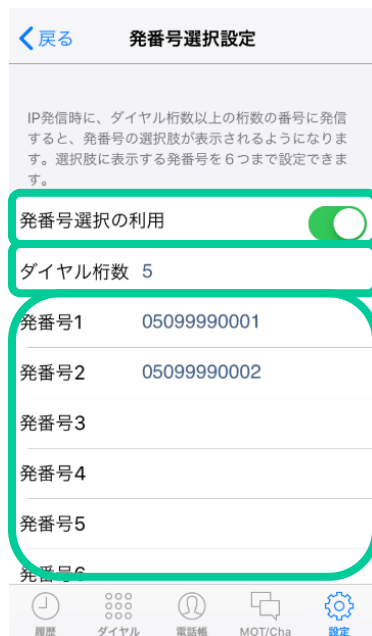 戻る 発番号選択設定
IP発信時に、ダイヤル桁数以上の桁数の番号に発信
すると、発番号の選択肢が表示されるようになりま
す。選択肢に表示する発番号を6つまで設定できま
す。
発番号選択の利用
ダイヤル桁数 5
発番号1 05099990001
発番号2 05099990002
発番号3
発番号4
発番号5
発番号6
履歴 ダイヤル 電話帳 MOT/Cha 設定